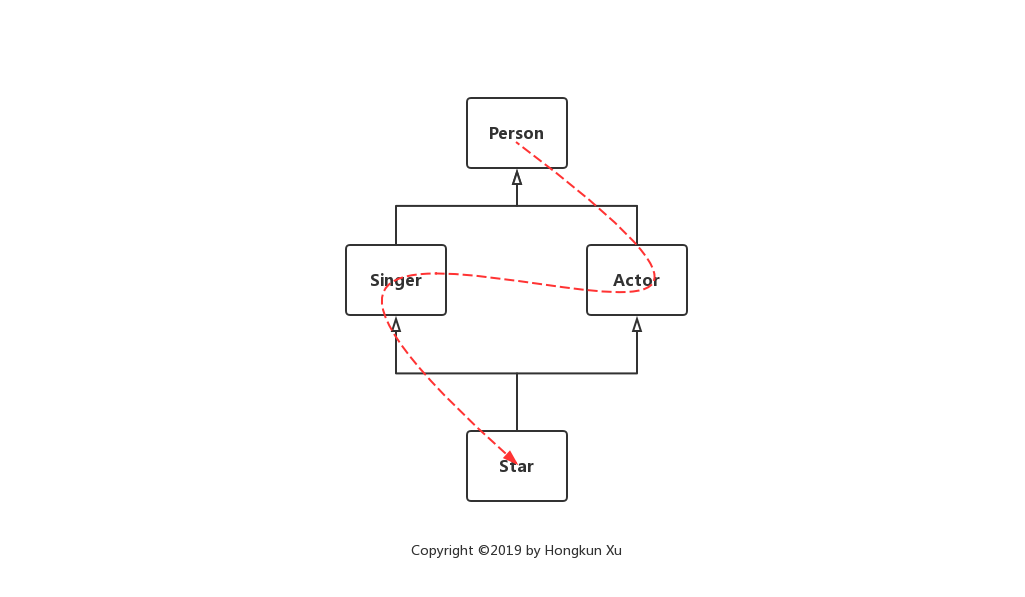 Person
Singer
Actor
Star
Copyright ©2019 by Hongkun Xu